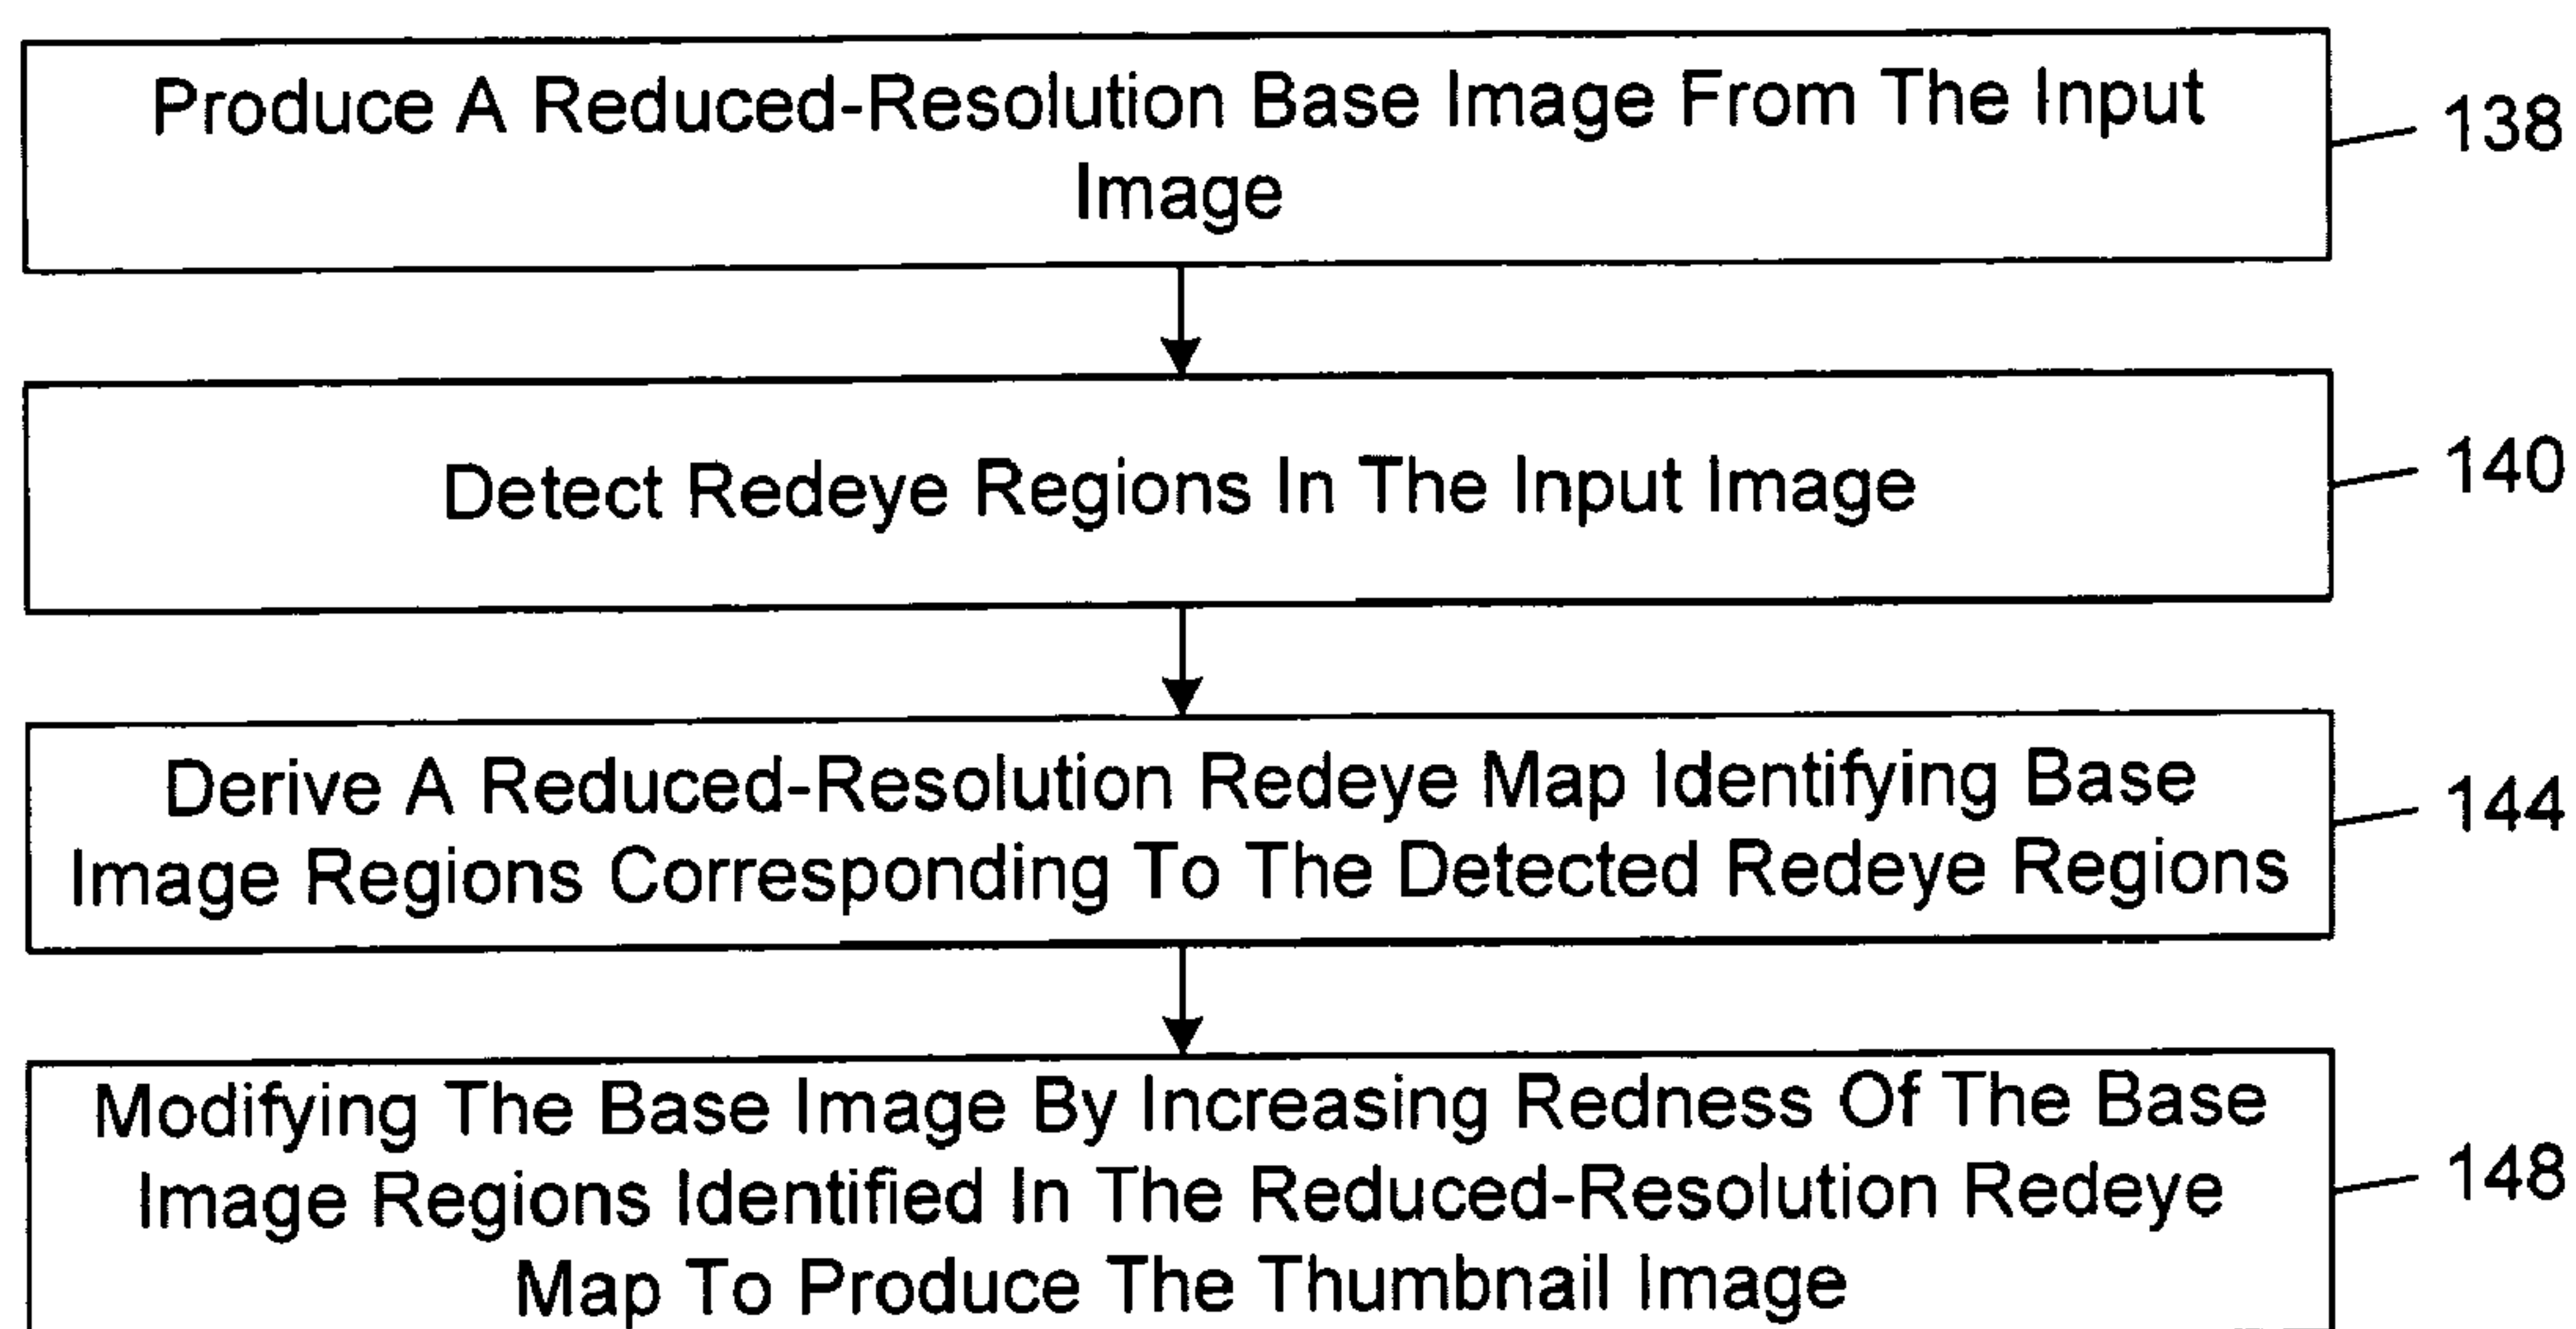 Produce A Reduced-Resolution Base Image From The Input
Image
138
Detect Redeye Regions In The Input Image
140
Derive A Reduced-Resolution Redeye Map Identifying Base
Image Regions Corresponding To The Detected Redeye Regions
144
Modifying The Base Image By Increasing Redness Of The Base
Image Regions Identified In The Reduced-Resolution Redeye
Map To Produce The Thumbnail Image
148